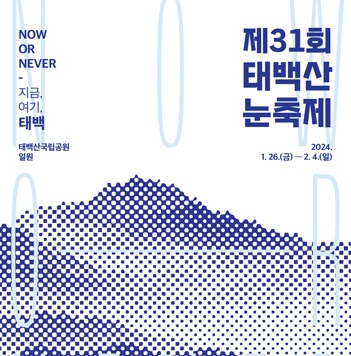 NOW
OR
NEVER
-
지금,
여기,
태백
태백산국립공원
일원
제31회
태백산
눈축제
2024.
1. 26.(금) — 2. 4.(일)
N O W
O R